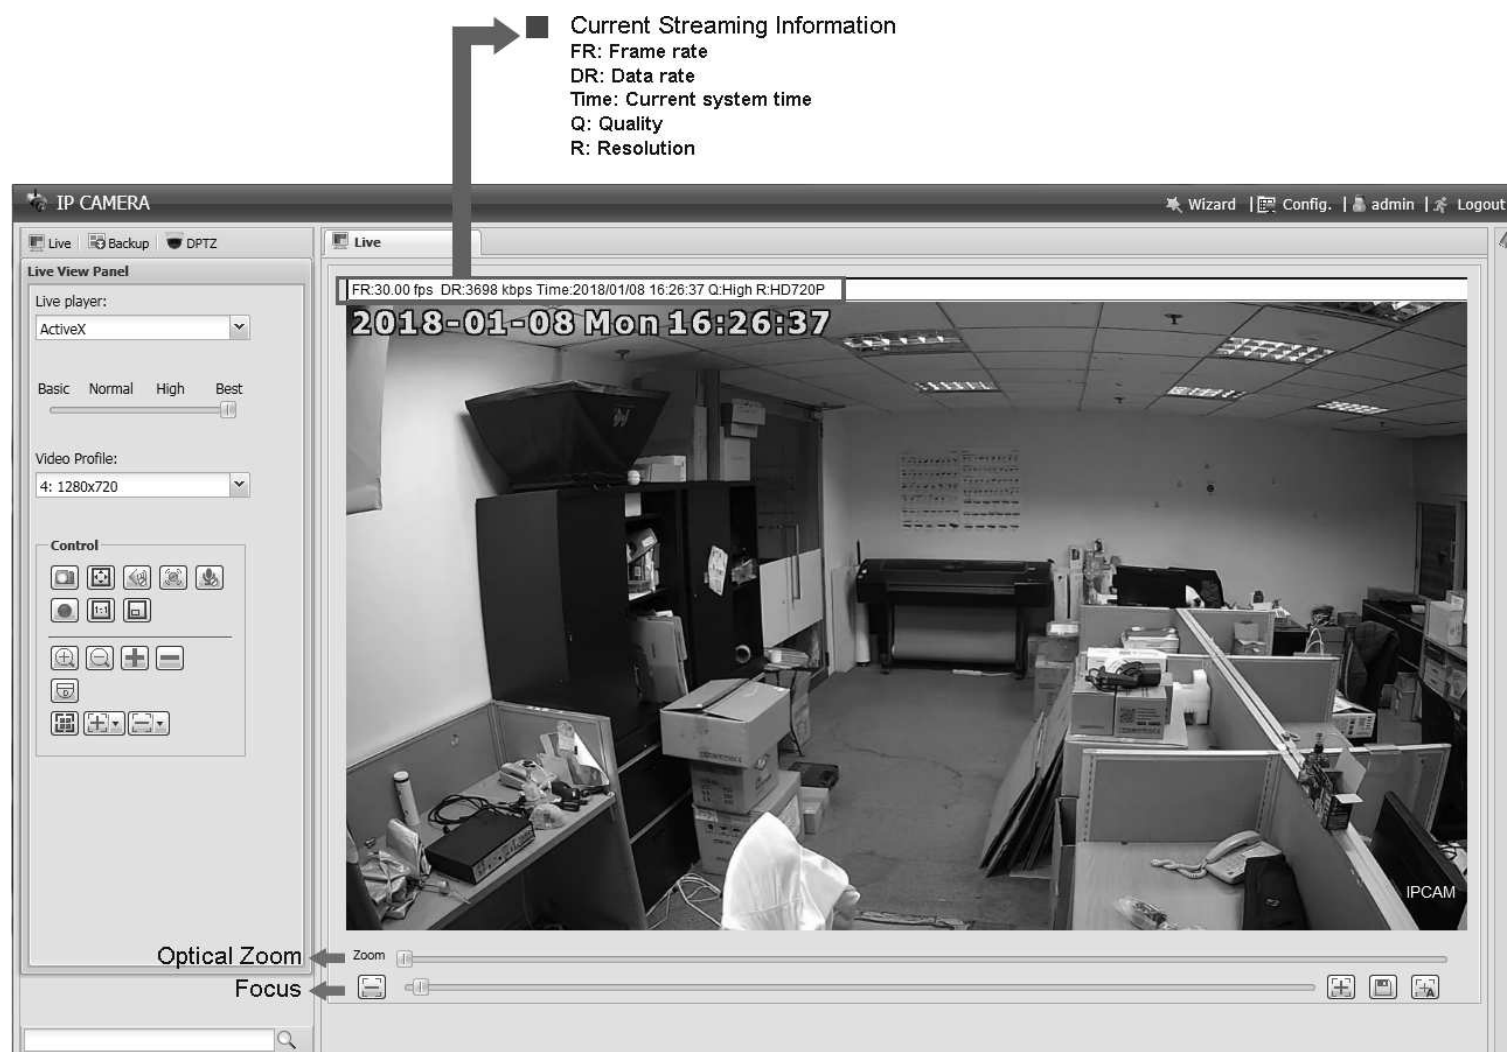 Current Streaming Information
FR: Frame rate
DR: Data rate
Time: Current system time
Q: Quality
R: Resolution
IP CAMERA
Wizard | Config. | admin | Logout
Live Backup DPTZ
Live
Live View Panel
Live player:
ActiveX
Basic Normal High Best
Video Profile:
4: 1280x720
Control
1:1
D
FR:30.00 fps DR:3698 kbps Time:2018/01/08 16:26:37 Q:High R:HD720P
2018-01-08 Mon 16:26:37
IPCAM
Optical Zoom
Zoom
Focus
A